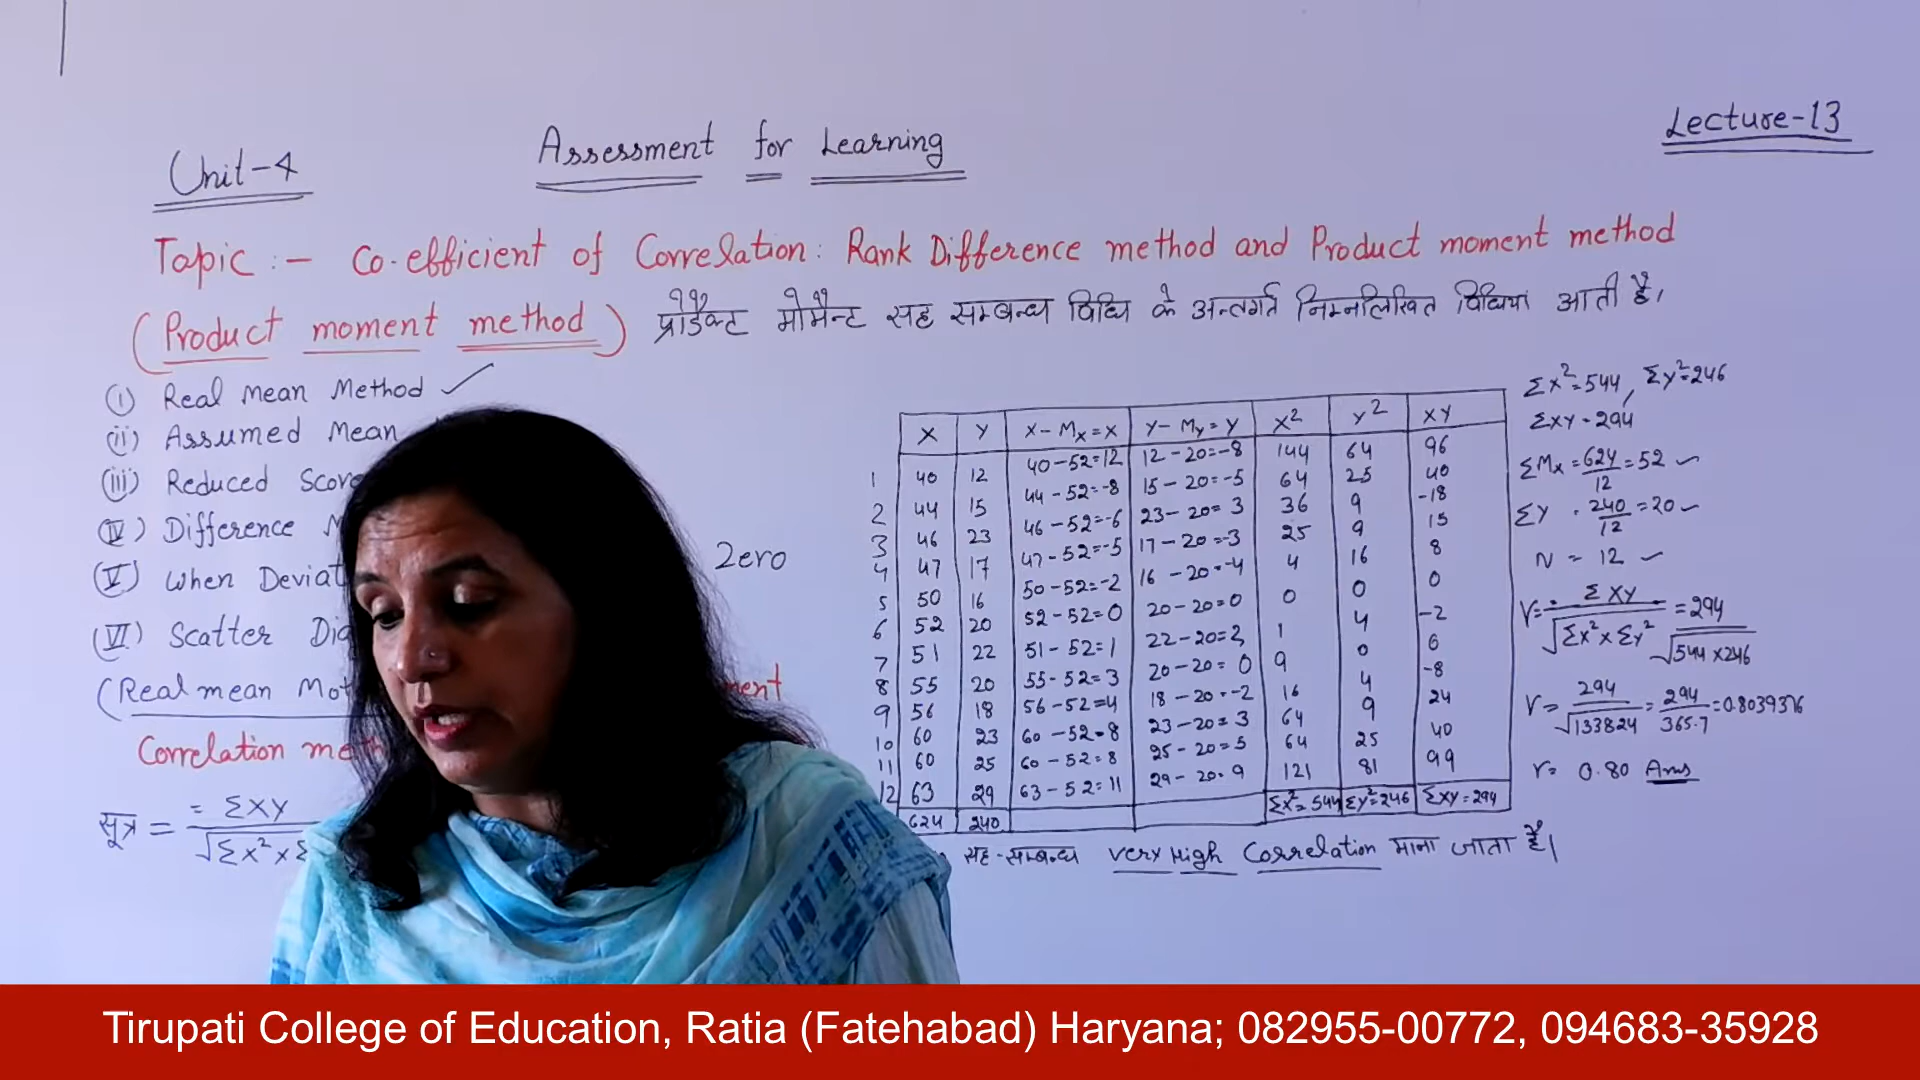 Lecture-13
Unit-4
Assessment for Learning
Topic :- Co-efficient of Correlation: Rank Difference method and Product moment method
(Product moment method) प्रोडक्ट मोमेन्ट सह सम्बन्ध विधि के अन्तर्गत निम्नलिखित विधियां आती है।
(i) Real mean Method ✓
(ii) Assumed Mean
(iii) Reduced Score
(iv) Difference
(v) When Deviat
Zero
(vi) Scatter Dia
(Real mean
ment
Correlation meth
सूत्र = = ΣXY
√Σx²×Σ
X Y X-Mx=x Y-My=Y X² Y² XY
1 40 12 40-52=12 12-20=-8 144 64 96
2 44 15 44-52=-8 15-20=-5 64 25 40
3 46 23 46-52=-6 23-20=3 36 9 -18
4 47 17 47-52=-5 17-20=-3 25 9 15
5 50 16 50-52=-2 16-20=-4 4 16 8
6 52 20 52-52=0 20-20=0 0 0 0
7 51 22 51-52=1 22-20=2 1 4 -2
8 55 20 55-52=3 20-20=0 9 0 6
9 56 18 56-52=4 18-20=-2 16 4 -8
10 60 23 60-52=8 23-20=3 64 9 24
11 60 25 60-52=8 25-20=5 64 25 40
12 63 29 63-52=11 29-20=9 121 81 99
624 240 Σx²=544 Σy²=246 Σxy=294
सह-सम्बन्ध very High Correlation माना जाता है।
Σx²=544, Σy²=246
Σxy=294
ΣMx=624/12=52 ✓
ΣY = 240/12=20 ✓
N = 12 ✓
r = ΣXY/√Σx²×Σy² = 294/√544×246
r = 294/√133824 = 294/365.7 = 0.8039376
r= 0.80 Ans
Tirupati College of Education, Ratia (Fatehabad) Haryana; 082955-00772, 094683-35928